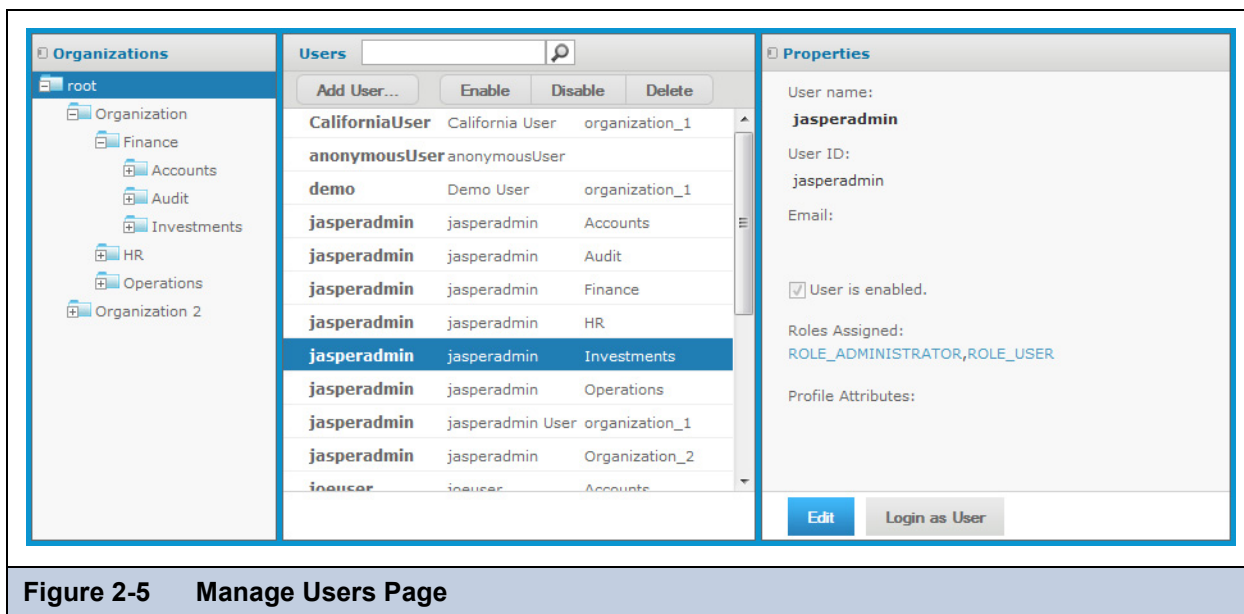 Organizations
root
Organization
Finance
Accounts
Audit
Investments
HR
Operations
Organization 2
Users
Add User... Enable Disable Delete
CaliforniaUser California User organization_1
anonymousUser anonymousUser
demo Demo User organization_1
jasperadmin jasperadmin Accounts
jasperadmin jasperadmin Audit
jasperadmin jasperadmin Finance
jasperadmin jasperadmin HR
jasperadmin jasperadmin Investments
jasperadmin jasperadmin Operations
jasperadmin jasperadmin User organization_1
jasperadmin jasperadmin Organization_2
joeuser joeuser Accounts
Properties
User name:
jasperadmin
User ID:
jasperadmin
Email:
User is enabled.
Roles Assigned:
ROLE_ADMINISTRATOR,ROLE_USER
Profile Attributes:
Edit Login as User
Figure 2-5 Manage Users Page